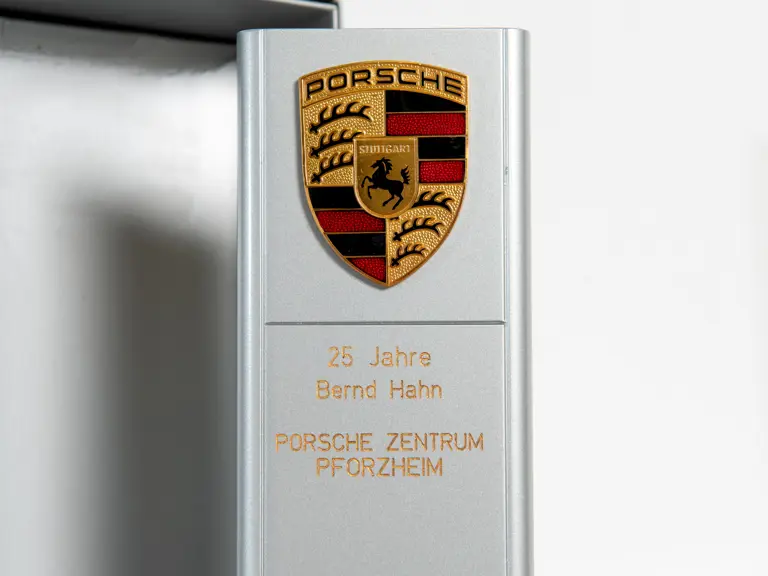 PORSCHE
STUTTGART
25 Jahre
Bernd Hahn
PORSCHE ZENTRUM
PFORZHEIM